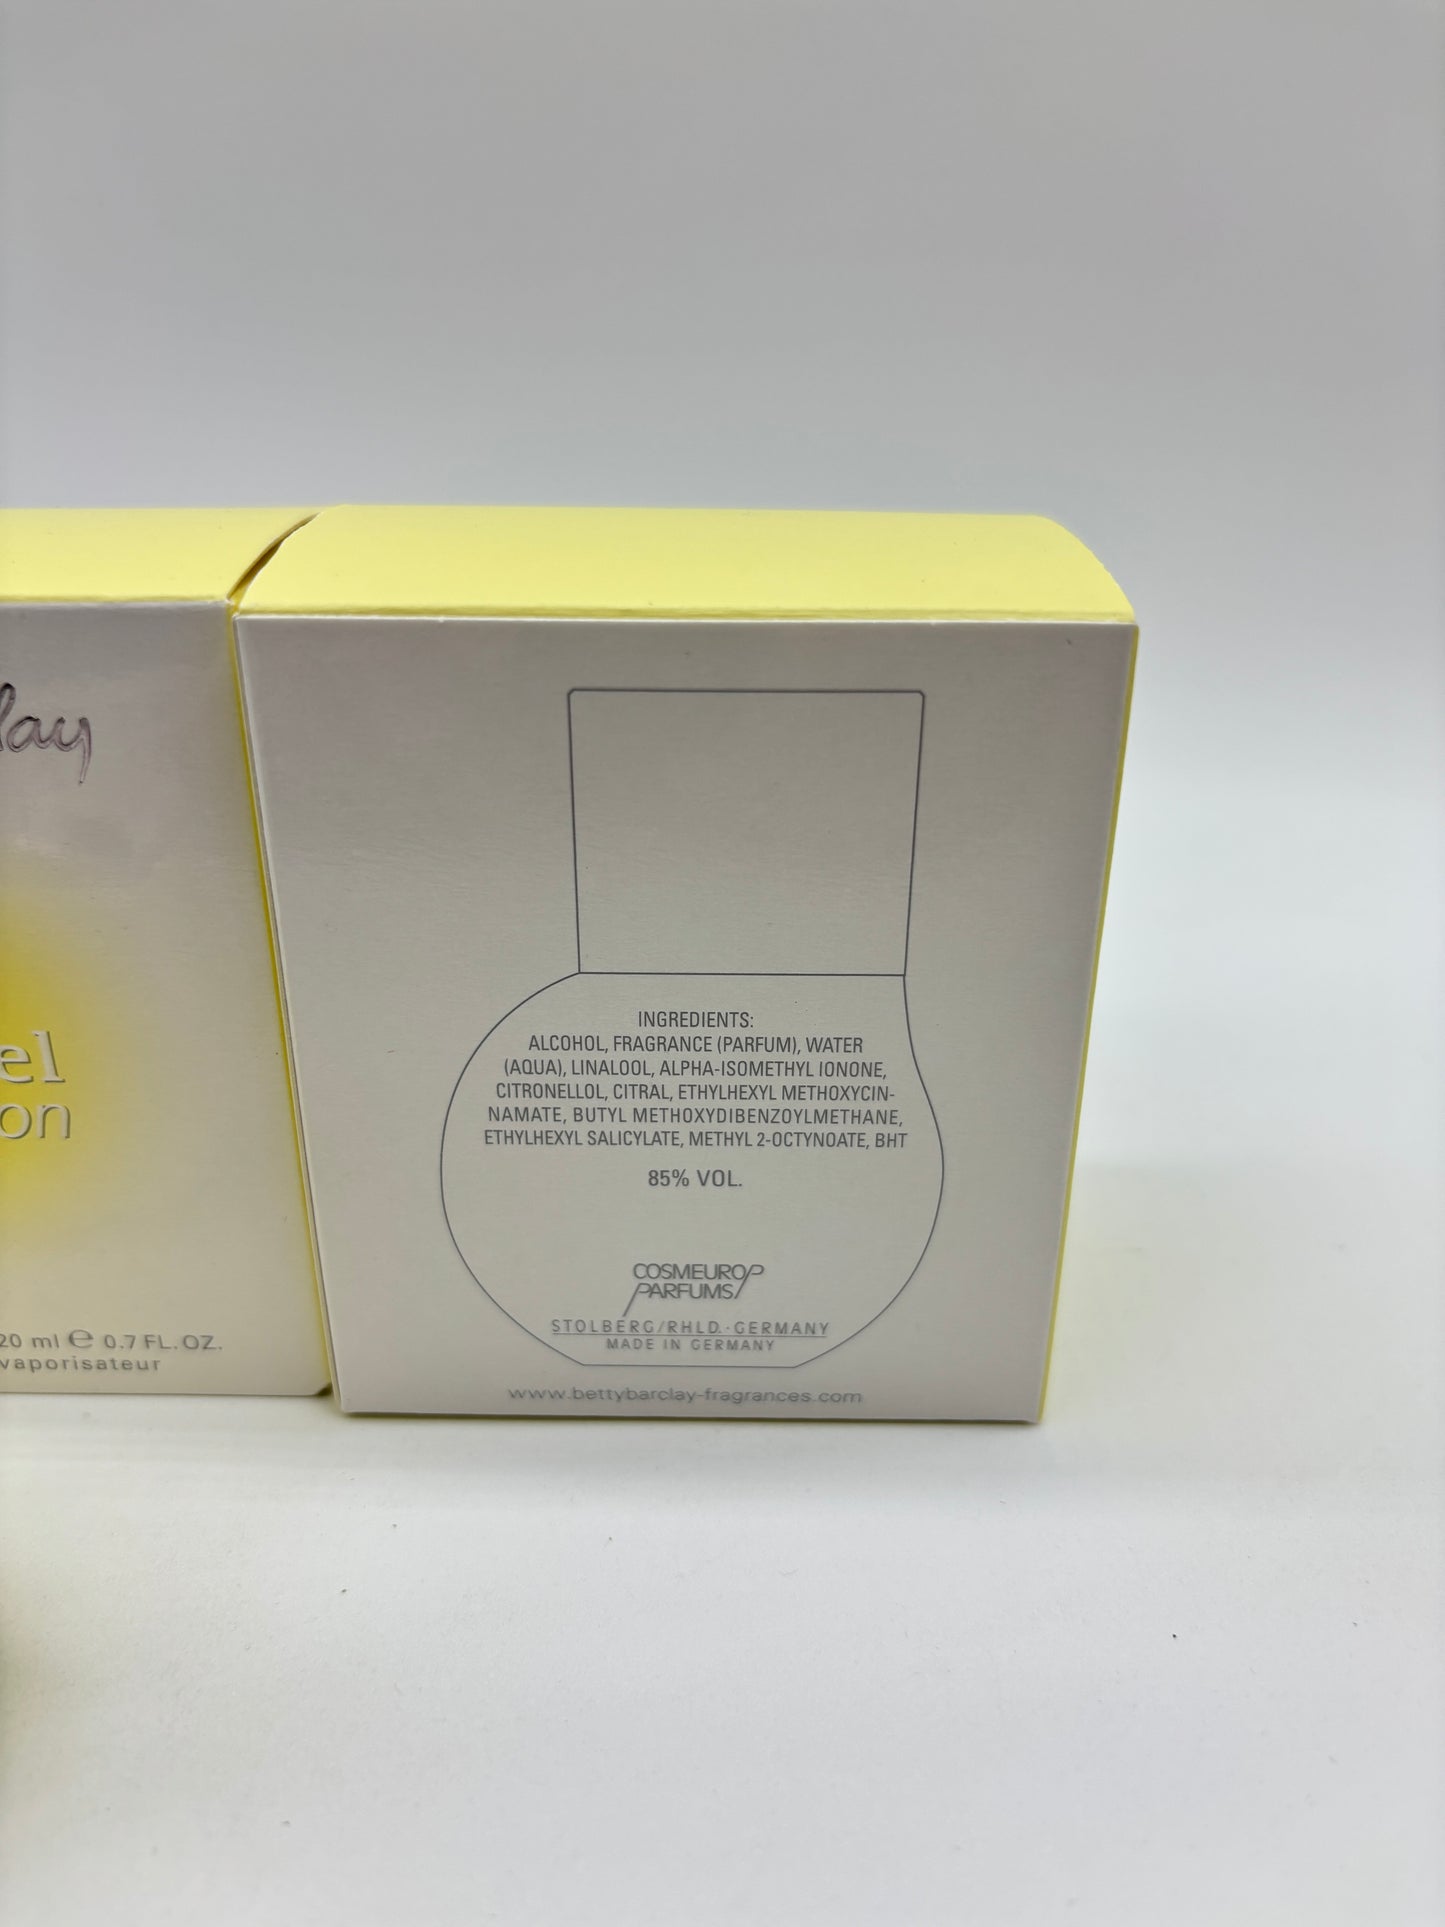 lay
el
on
20 ml e 0.7 FL.OZ.
vaporisateur
INGREDIENTS:
ALCOHOL, FRAGRANCE (PARFUM), WATER
(AQUA), LINALOOL, ALPHA-ISOMETHYL IONONE,
CITRONELLOL, CITRAL, ETHYLHEXYL METHOXYCIN-
NAMATE, BUTYL METHOXYDIBENZOYLMETHANE,
ETHYLHEXYL SALICYLATE, METHYL 2-OCTYNOATE, BHT
85% VOL.
COSMEUROP
PARFUMS
STOLBERG/RHLD.·GERMANY
MADE IN GERMANY
www.bettybarclay-fragrances.com